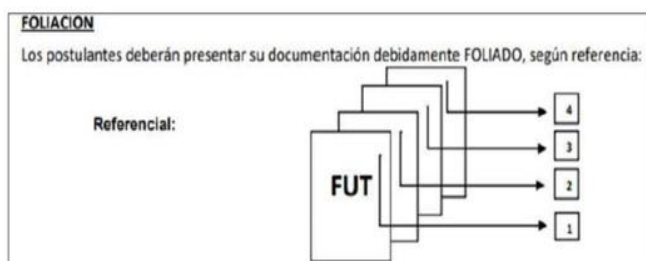 FOLIACION
Los postulantes deberán presentar su documentación debidamente FOLIADO, según referencia:
4
Referencial:
3
FUT
2
1